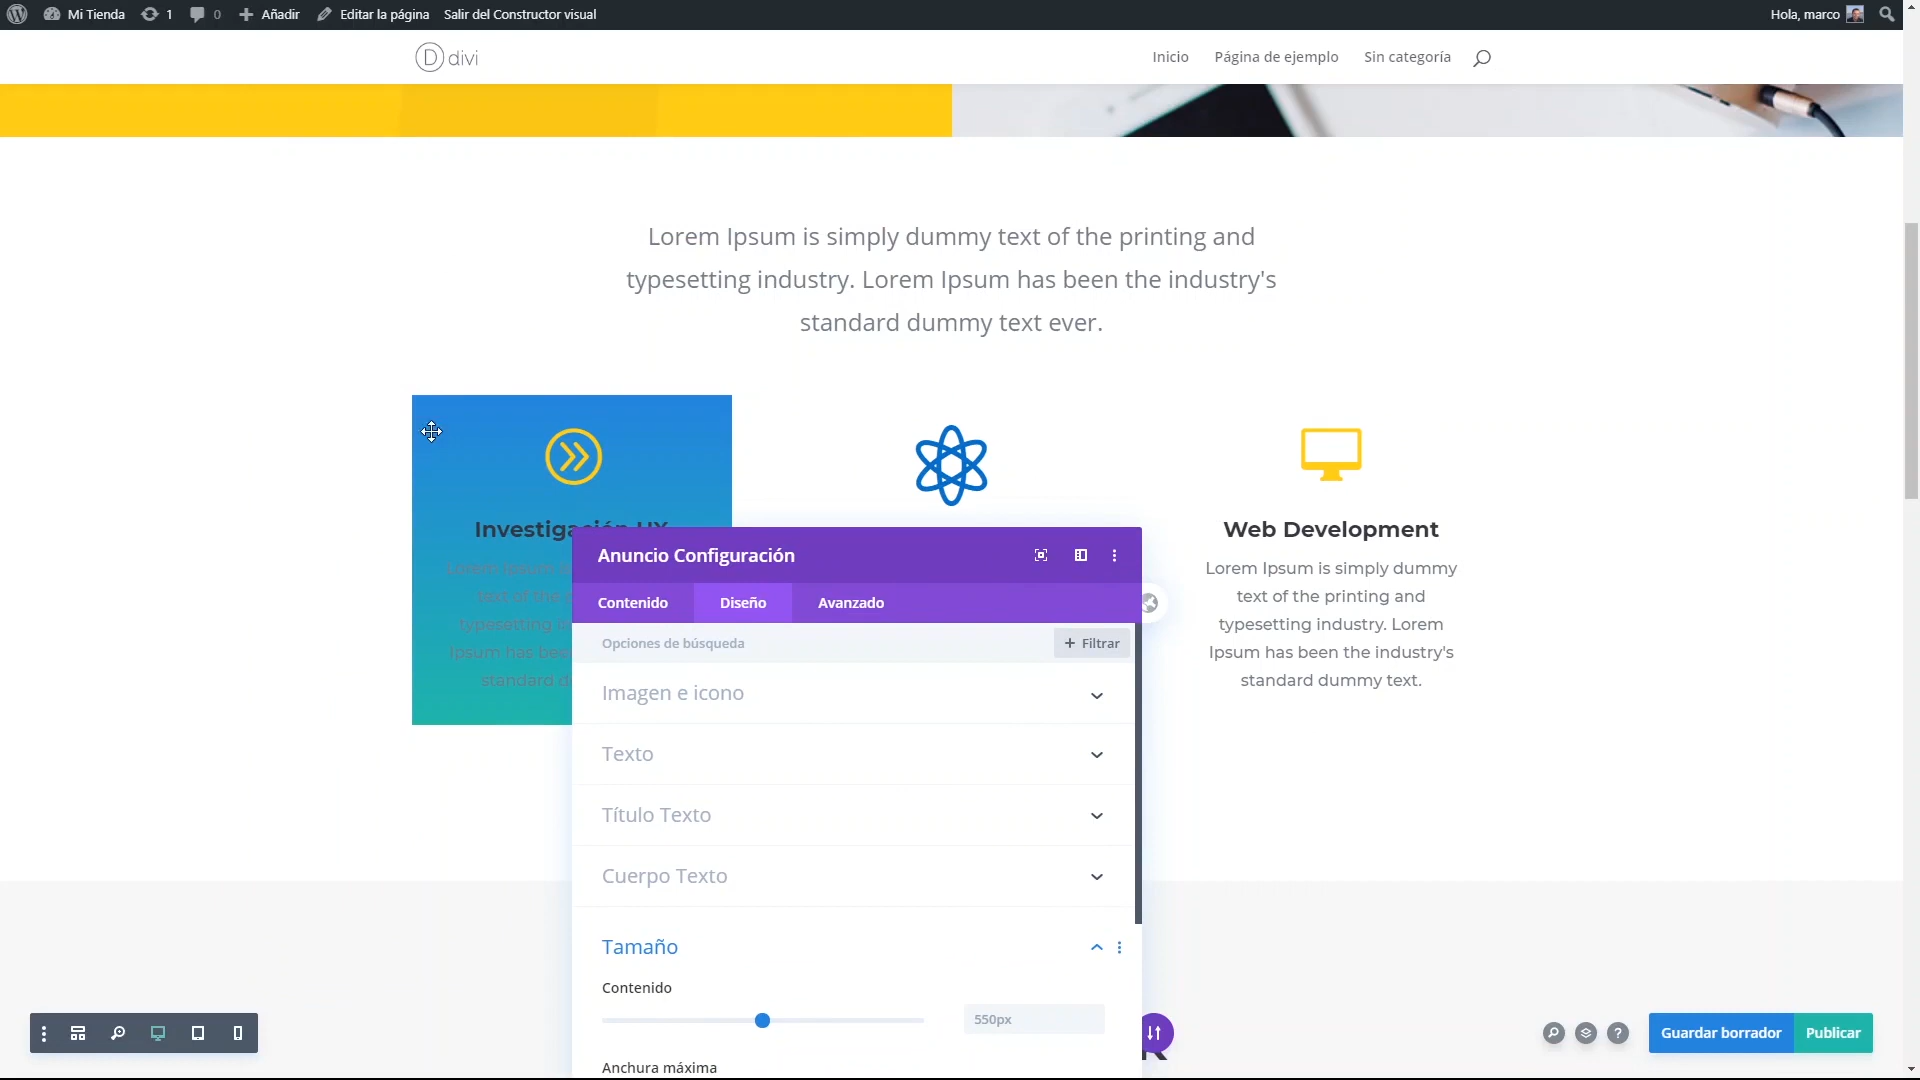 Mi Tienda
1
0
Añadir
Editar la página
Salir del Constructor visual
Hola, marco
D divi
Inicio
Página de ejemplo
Sin categoría
Lorem Ipsum is simply dummy text of the printing and
typesetting industry. Lorem Ipsum has been the industry's
standard dummy text ever.
Investigación UX
Lorem Ipsum is
text of the
typesetting
Ipsum has been
standard
Web Development
Lorem Ipsum is simply dummy
text of the printing and
typesetting industry. Lorem
Ipsum has been the industry's
standard dummy text.
Anuncio Configuración
Contenido
Diseño
Avanzado
Opciones de búsqueda
+ Filtrar
Imagen e icono
Texto
Título Texto
Cuerpo Texto
Tamaño
Contenido
550px
Anchura máxima
?
Guardar borrador
Publicar